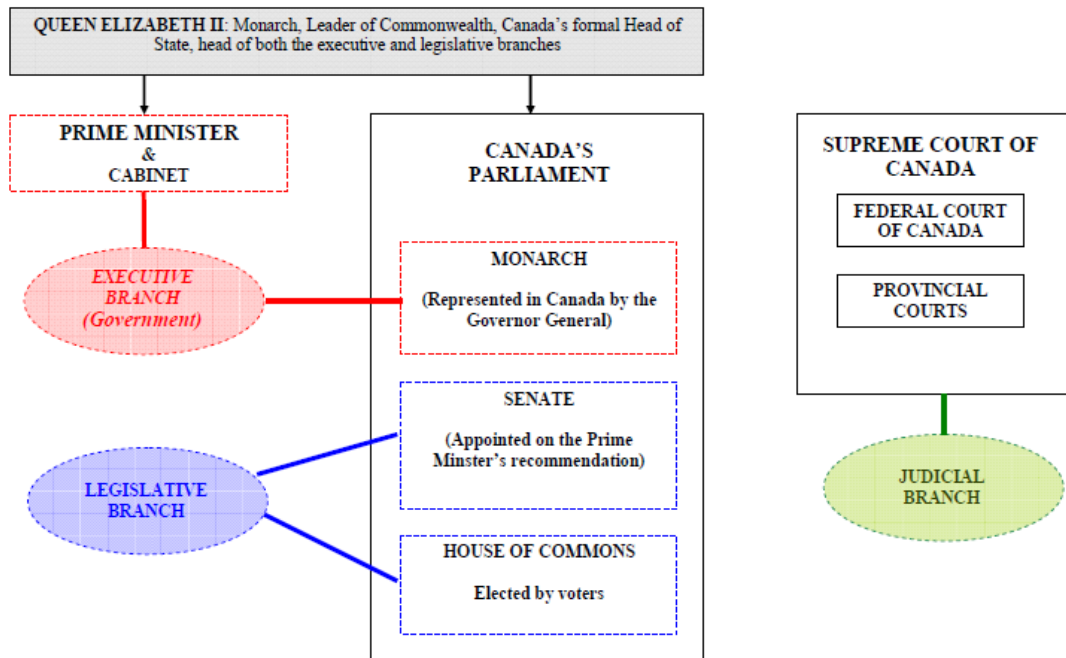 QUEEN ELIZABETH II: Monarch, Leader of Commonwealth, Canada's formal Head of
State, head of both the executive and legislative branches
PRIME MINISTER
&
CABINET
EXECUTIVE
BRANCH
(Government)
LEGISLATIVE
BRANCH
CANADA'S
PARLIAMENT
MONARCH
(Represented in Canada by the
Governor General)
SENATE
(Appointed on the Prime
Minster's recommendation)
HOUSE OF COMMONS
Elected by voters
SUPREME COURT OF
CANADA
FEDERAL COURT
OF CANADA
PROVINCIAL
COURTS
JUDICIAL
BRANCH